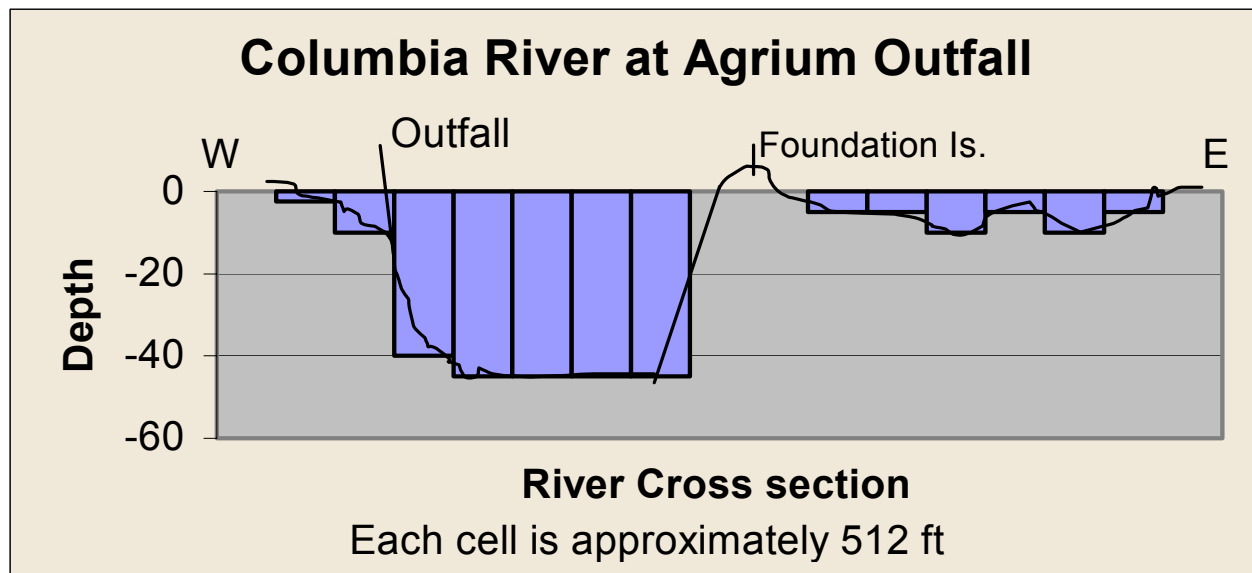 Columbia River at Agrium Outfall
W
Outfall
Foundation Is.
E
0
-20
-40
-60
Depth
River Cross section
Each cell is approximately 512 ft